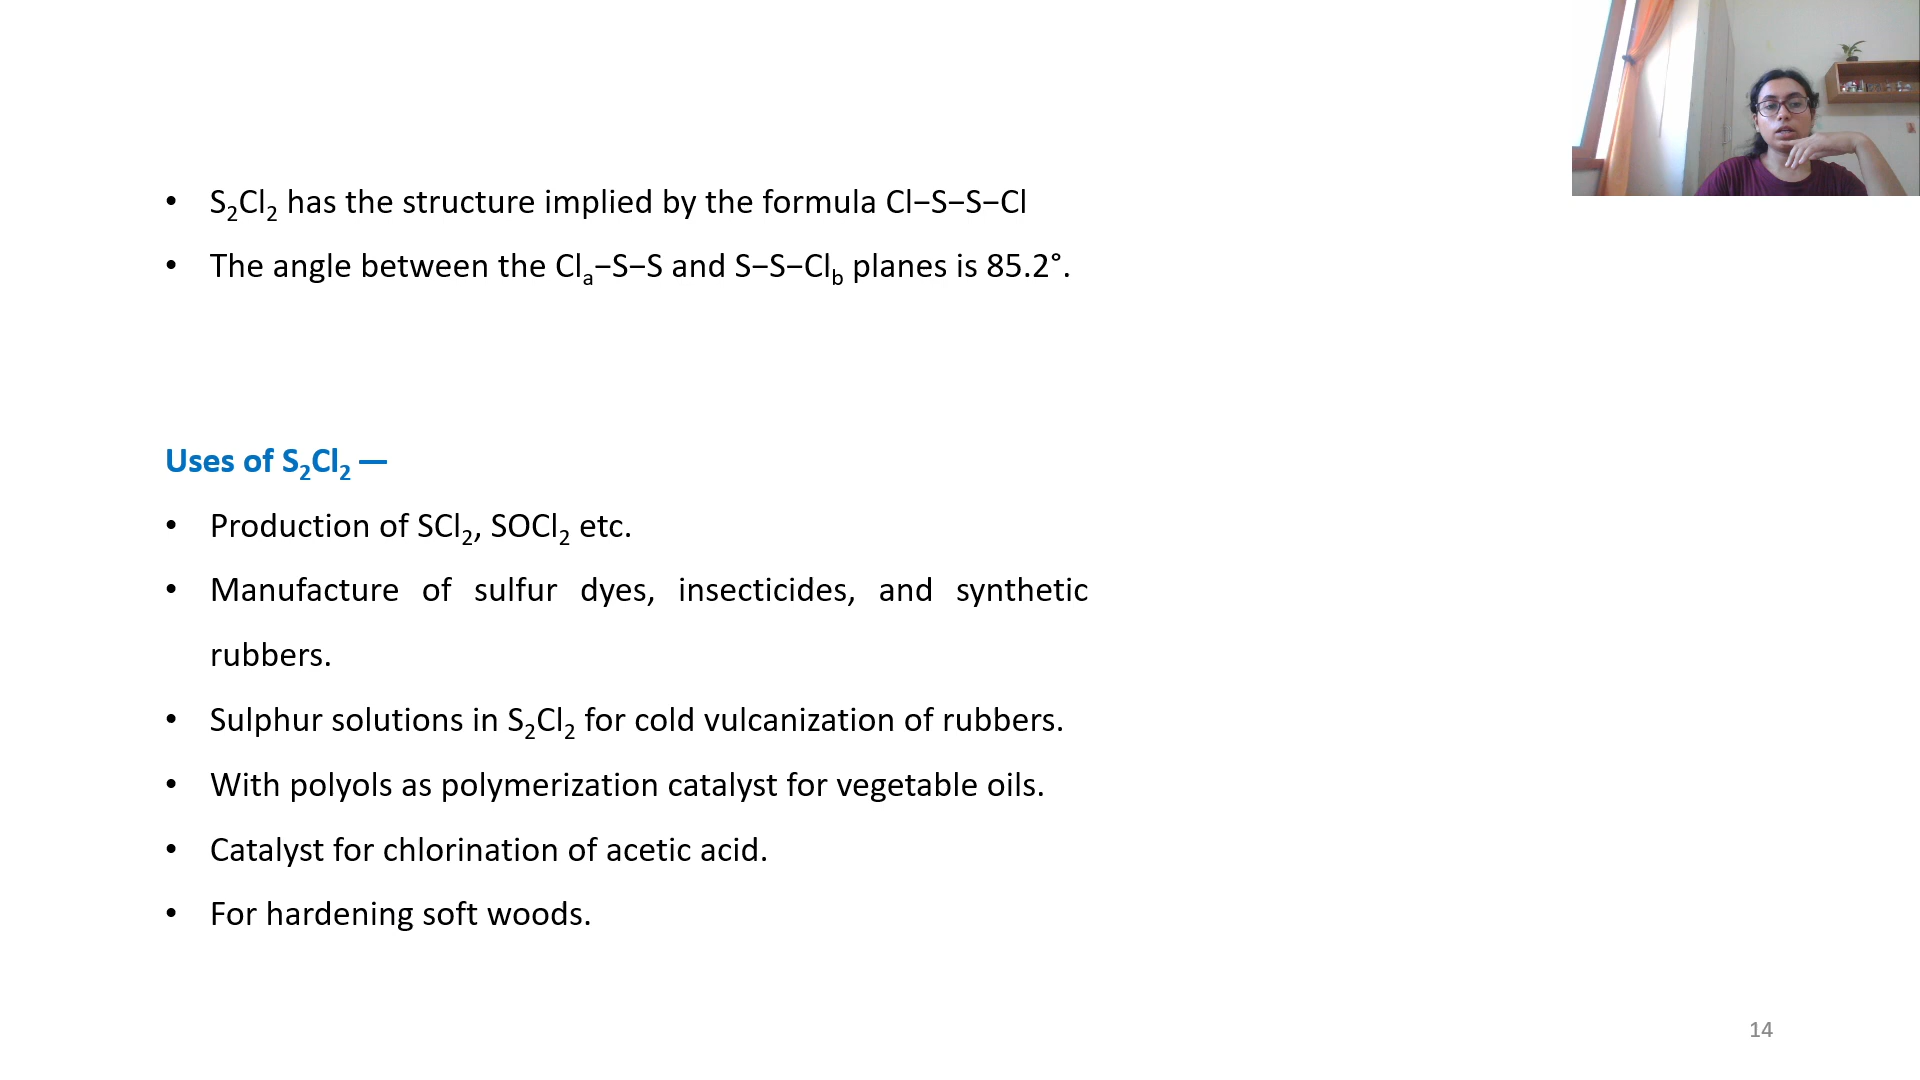 • S₂Cl₂ has the structure implied by the formula Cl−S−S−Cl
• The angle between the Clₐ−S−S and S−S−Cl_b planes is 85.2°.
Uses of S₂Cl₂ —
• Production of SCl₂, SOCl₂ etc.
• Manufacture of sulfur dyes, insecticides, and synthetic
rubbers.
• Sulphur solutions in S₂Cl₂ for cold vulcanization of rubbers.
• With polyols as polymerization catalyst for vegetable oils.
• Catalyst for chlorination of acetic acid.
• For hardening soft woods.
14